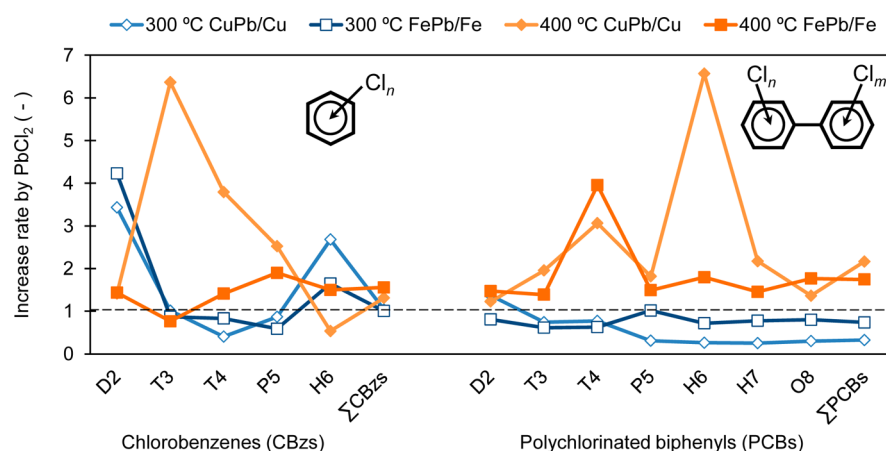 300 ºC CuPb/Cu 300 ºC FePb/Fe 400 ºC CuPb/Cu 400 ºC FePb/Fe
Increase rate by PbCl2 ( - )
7
6
5
4
3
2
1
0
Cln
Cln Clm
D2 T3 T4 P5 H6 ∑CBzs D2 T3 T4 P5 H6 H7 O8 ∑PCBs
Chlorobenzenes (CBzs) Polychlorinated biphenyls (PCBs)